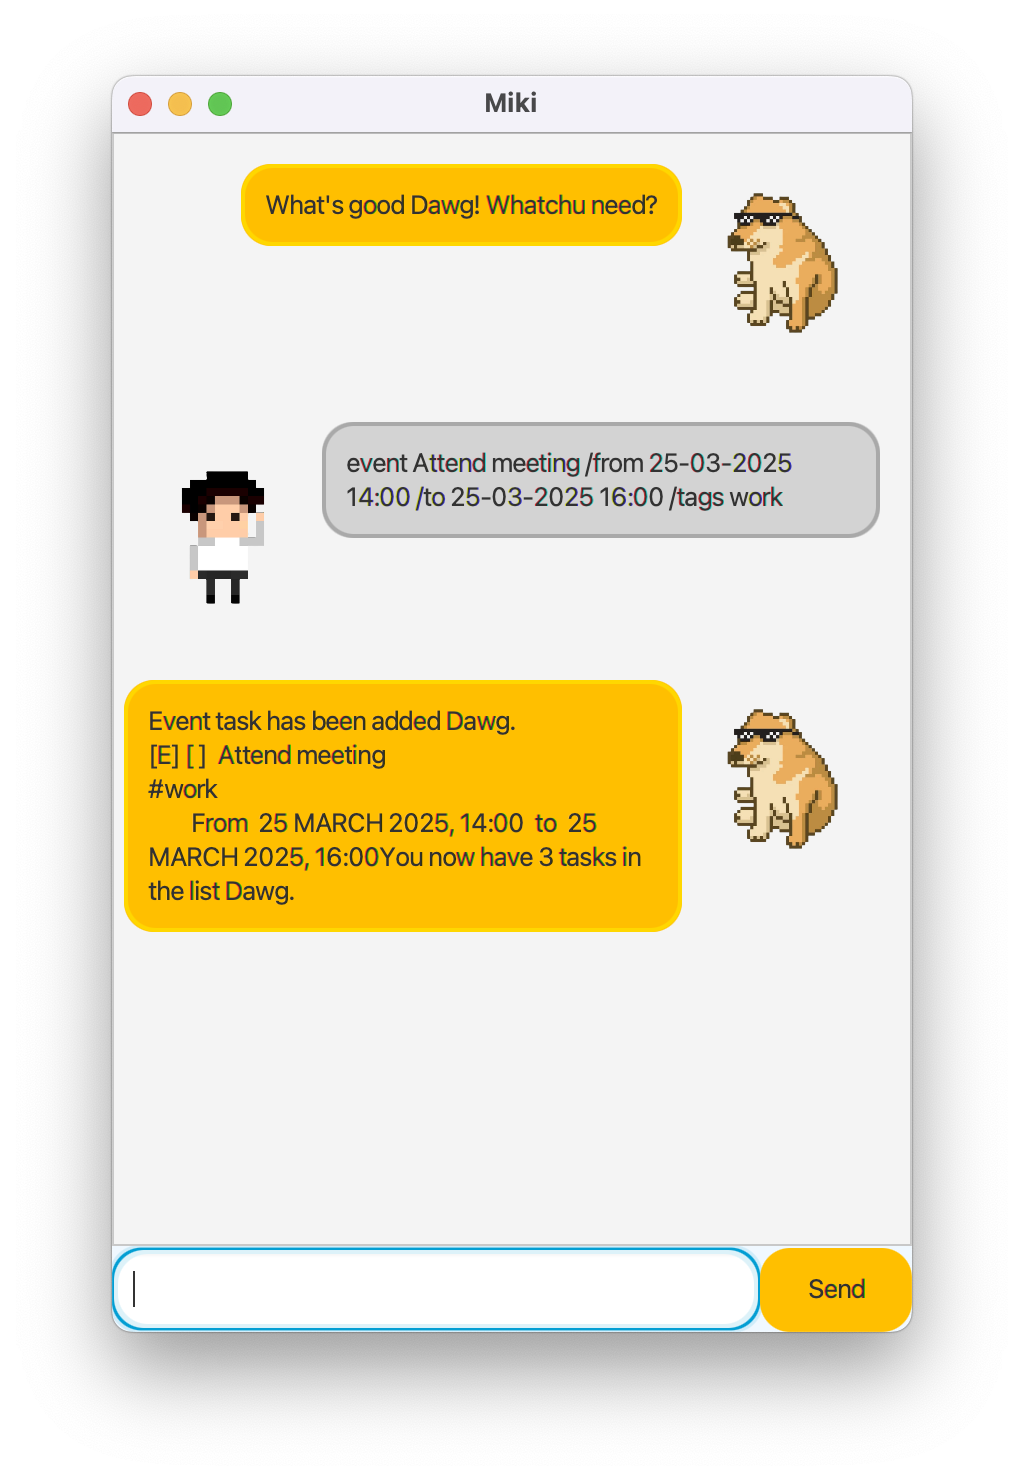 Miki
What's good Dawg! Whatchu need?
event Attend meeting /from 25-03-2025
14:00 /to 25-03-2025 16:00 /tags work
Event task has been added Dawg.
[E] [ ]  Attend meeting
#work
From  25 MARCH 2025, 14:00  to  25
MARCH 2025, 16:00You now have 3 tasks in
the list Dawg.
Send